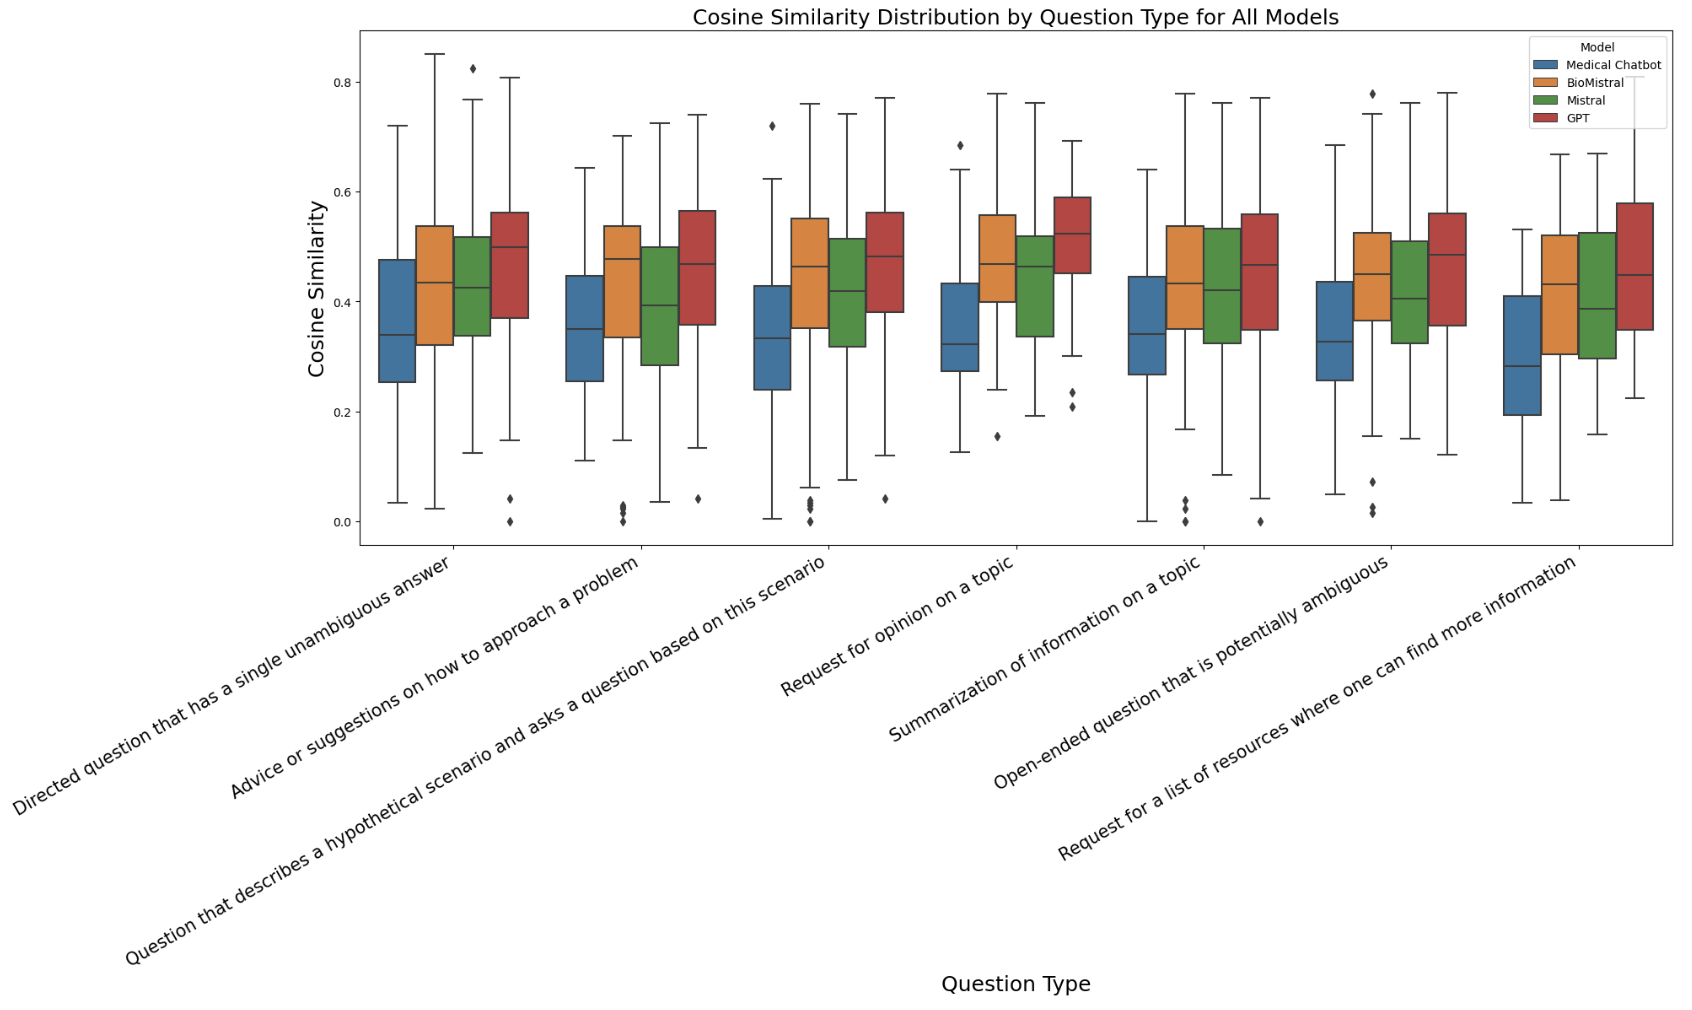 Cosine Similarity Distribution by Question Type for All Models
Model
Medical Chatbot
BioMistral
Mistral
GPT
Cosine Similarity
0.8
0.6
0.4
0.2
0.0
Directed question that has a single unambiguous answer
Advice or suggestions on how to approach a problem
Question that describes a hypothetical scenario and asks a question based on this scenario
Request for opinion on a topic
Summarization of information on a topic
Open-ended question that is potentially ambiguous
Request for a list of resources where one can find more information
Question Type